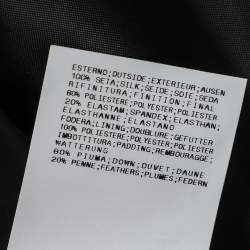 ESTERNO;OUTSIDE;EXTERIEUR;AUSEN
100% SETA;SILK;SEIDE;SOIE;SEDA
RIFINITURA;FINITION;FINAL
80% POLIESTERE;POLYESTER;POLIESTER
20% ELASTAM;SPANDEX;ELASTHAN;
ELASTHANNE;ELASTANO
FODERA;LINING;DOUBLURE;GEFUTTER
100% POLIESTERE;POLYESTER;POLIESTER
IMBOTTITURA;PADDING;REMBOURAGGE;
WATTERUNG
80% PIUMA;DOWN;DUVET;DAUNE
20% PENNE;FEATHERS;PLUMES;FEDERN